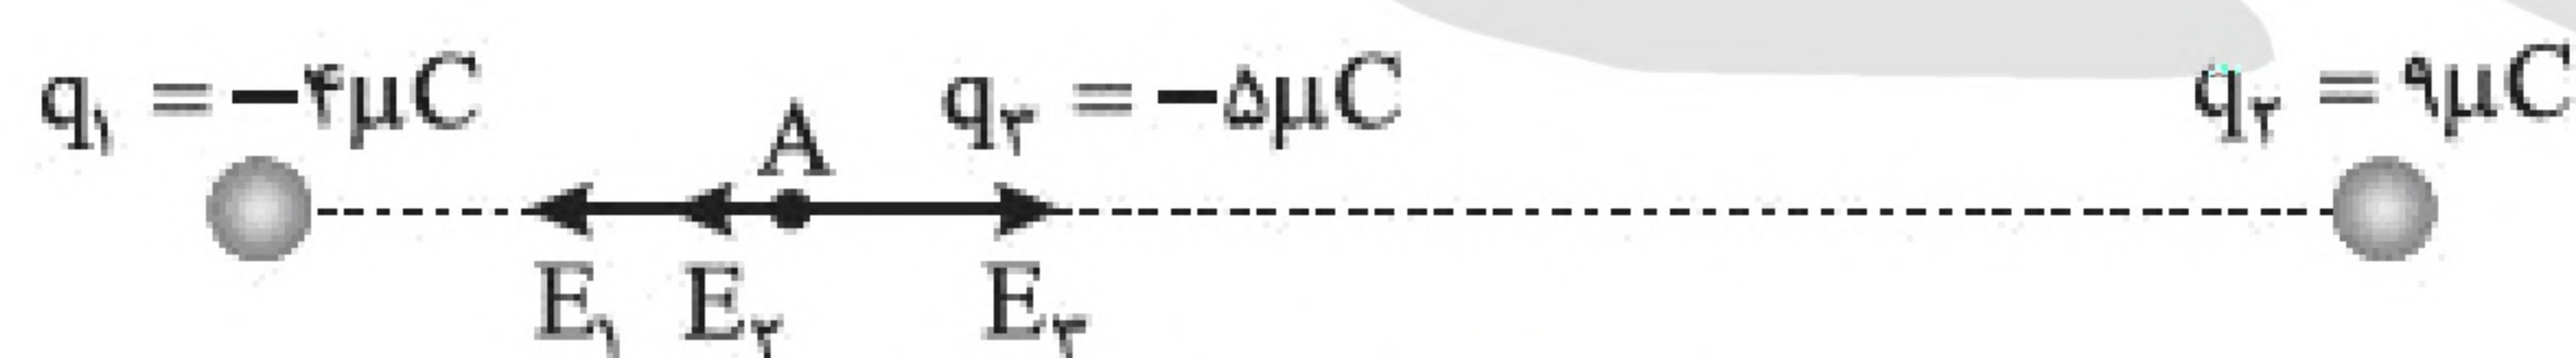 q₁ = −۴μC A q₃ = −۵μC q₂ = ۹μC
E₁ E₂ E₃